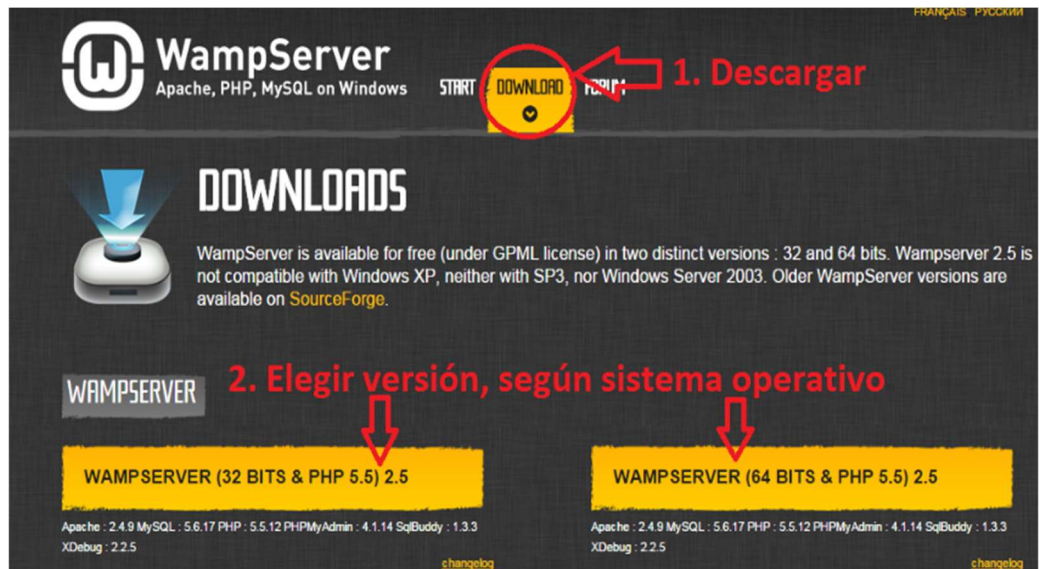 FRANÇAIS РУССКИЙ
WampServer
Apache, PHP, MySQL on Windows
START DOWNLOAD FORUM
1. Descargar
DOWNLOADS
WampServer is available for free (under GPML license) in two distinct versions : 32 and 64 bits. Wampserver 2.5 is
not compatible with Windows XP, neither with SP3, nor Windows Server 2003. Older WampServer versions are
available on SourceForge.
WAMPSERVER
2. Elegir versión, según sistema operativo
WAMPSERVER (32 BITS & PHP 5.5) 2.5
Apache : 2.4.9 MySQL : 5.6.17 PHP : 5.5.12 PHPMyAdmin : 4.1.14 SqlBuddy : 1.3.3
XDebug : 2.2.5
changelog
WAMPSERVER (64 BITS & PHP 5.5) 2.5
Apache : 2.4.9 MySQL : 5.6.17 PHP : 5.5.12 PHPMyAdmin : 4.1.14 SqlBuddy : 1.3.3
XDebug : 2.2.5
changelog